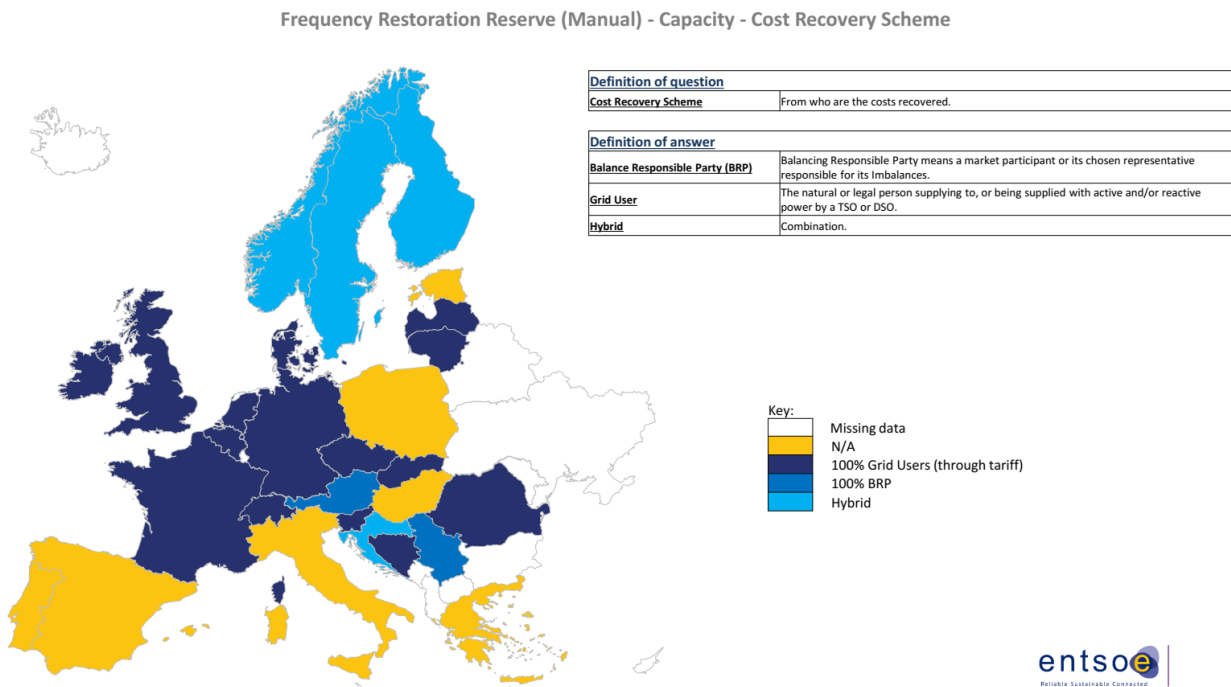 Frequency Restoration Reserve (Manual) - Capacity - Cost Recovery Scheme
Definition of question
Cost Recovery Scheme From who are the costs recovered.
Definition of answer
Balance Responsible Party (BRP) Balancing Responsible Party means a market participant or its chosen representative
responsible for its Imbalances.
Grid User The natural or legal person supplying to, or being supplied with active and/or reactive
power by a TSO or DSO.
Hybrid Combination.
Key:
Missing data
N/A
100% Grid Users (through tariff)
100% BRP
Hybrid
entsoe
Reliable Sustainable Connected